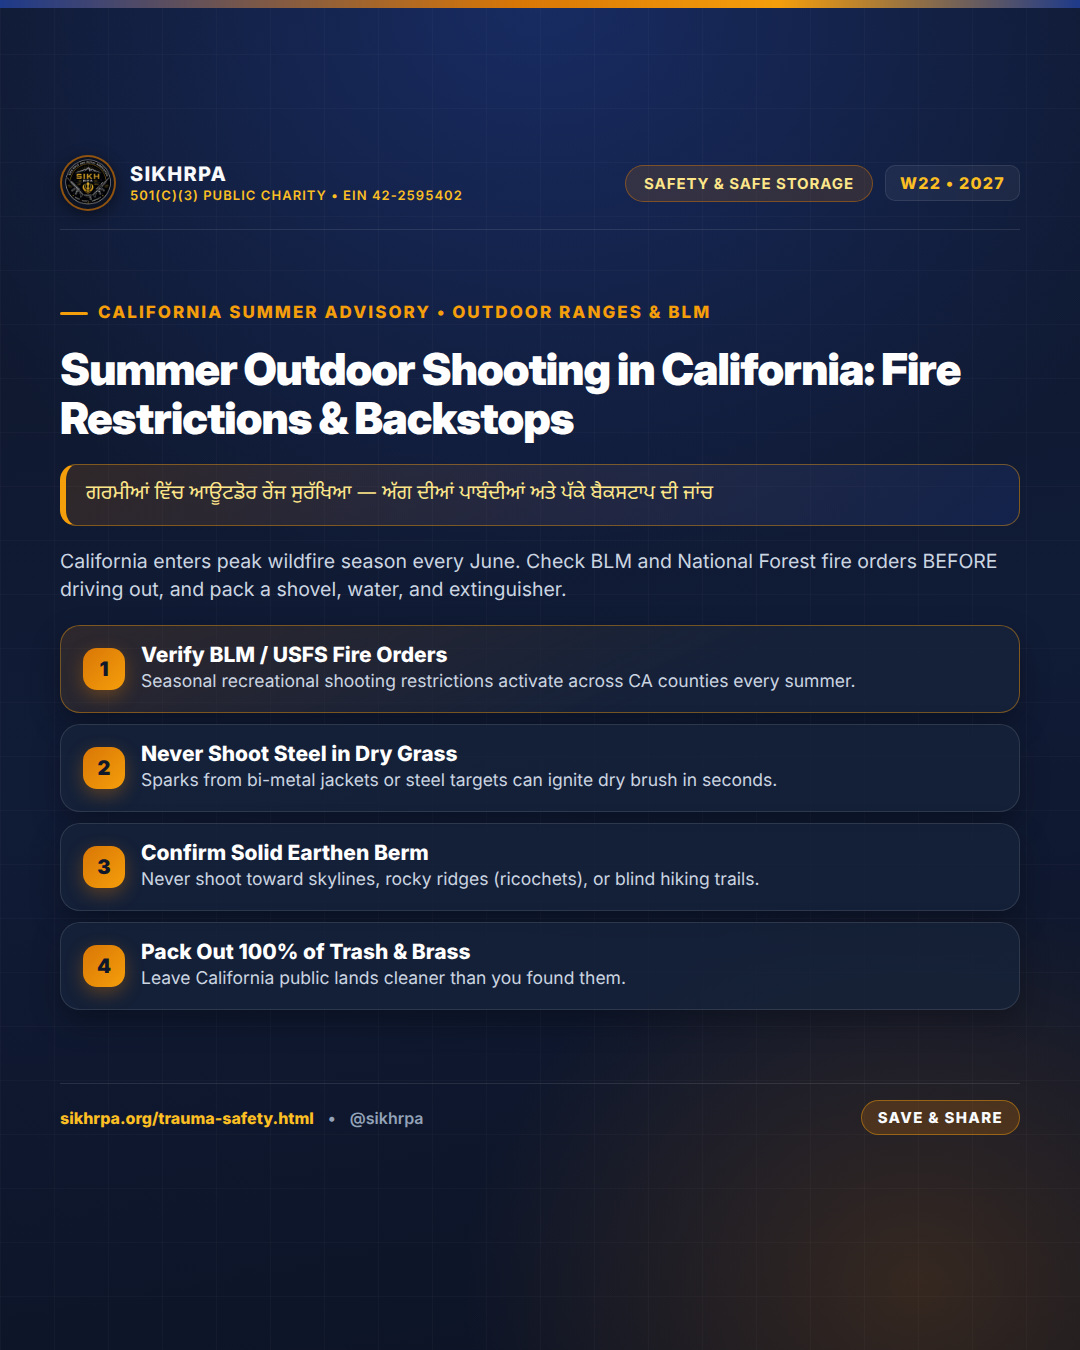 SIKH
SIKHRPA
501(C)(3) PUBLIC CHARITY • EIN 42-2595402
SAFETY & SAFE STORAGE
W22 • 2027
CALIFORNIA SUMMER ADVISORY • OUTDOOR RANGES & BLM
Summer Outdoor Shooting in California: Fire
Restrictions & Backstops
ਗਰਮੀਆਂ ਵਿੱਚ ਆਊਟਡੋਰ ਰੇਂਜ ਸੁਰੱਖਿਆ — ਅੱਗ ਦੀਆਂ ਪਾਬੰਦੀਆਂ ਅਤੇ ਪੱਕੇ ਬੈਕਸਟਾਪ ਦੀ ਜਾਂਚ
California enters peak wildfire season every June. Check BLM and National Forest fire orders BEFORE
driving out, and pack a shovel, water, and extinguisher.
1
Verify BLM / USFS Fire Orders
Seasonal recreational shooting restrictions activate across CA counties every summer.
2
Never Shoot Steel in Dry Grass
Sparks from bi-metal jackets or steel targets can ignite dry brush in seconds.
3
Confirm Solid Earthen Berm
Never shoot toward skylines, rocky ridges (ricochets), or blind hiking trails.
4
Pack Out 100% of Trash & Brass
Leave California public lands cleaner than you found them.
sikhrpa.org/trauma-safety.html • @sikhrpa
SAVE & SHARE